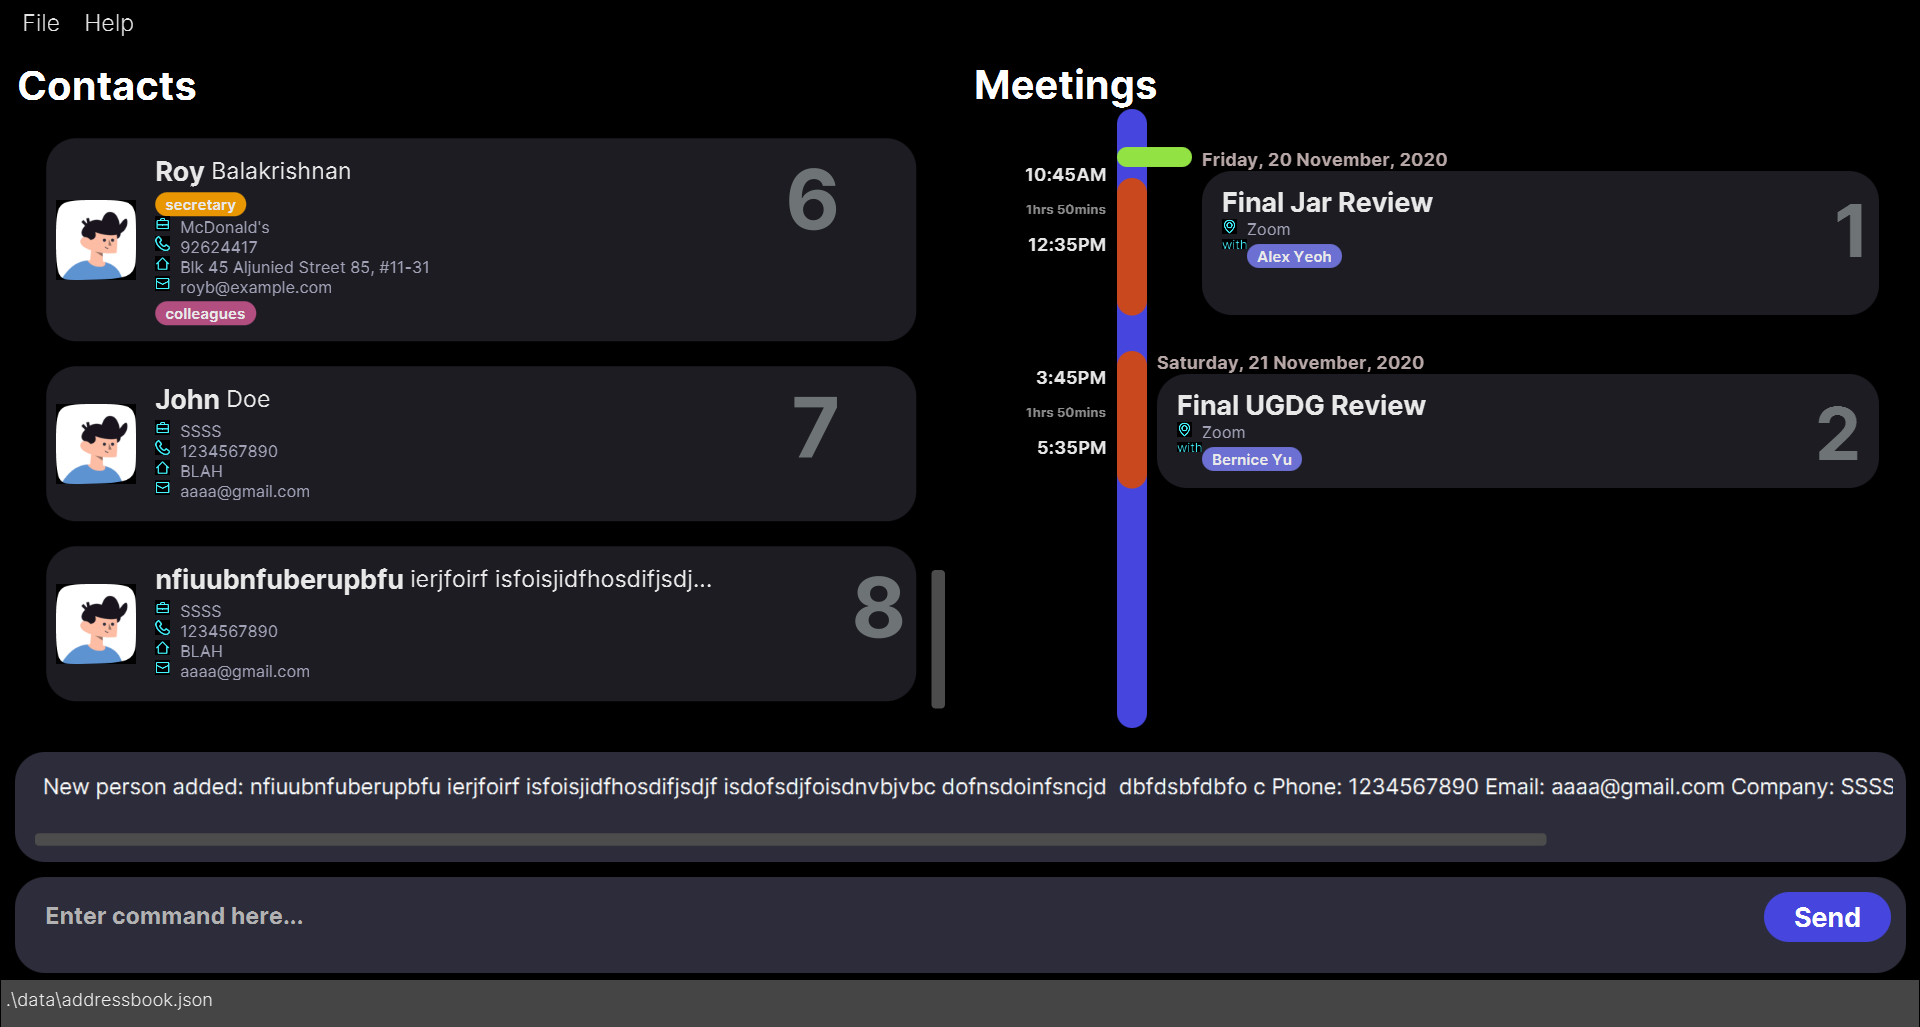 File Help
Contacts
Roy Balakrishnan
6
secretary
McDonald's
92624417
Blk 45 Aljunied Street 85, #11-31
royb@example.com
colleagues
John Doe
7
SSSS
1234567890
BLAH
aaaa@gmail.com
nfiuubnfuberupbfu ierjfoirf isfoisjidfhosdifjsdj...
8
SSSS
1234567890
BLAH
aaaa@gmail.com
Meetings
Friday, 20 November, 2020
10:45AM
1hrs 50mins
12:35PM
Final Jar Review
1
Zoom
with Alex Yeoh
Saturday, 21 November, 2020
3:45PM
1hrs 50mins
5:35PM
Final UGDG Review
2
Zoom
with Bernice Yu
New person added: nfiuubnfuberupbfu ierjfoirf isfoisjidfhosdifjsdjf isdofsdjfoisdnvbjvbc dofnsdoinfsncjd  dbfdsbfdbfo c Phone: 1234567890 Email: aaaa@gmail.com Company: SSSS
Enter command here...
Send
.\data\addressbook.json